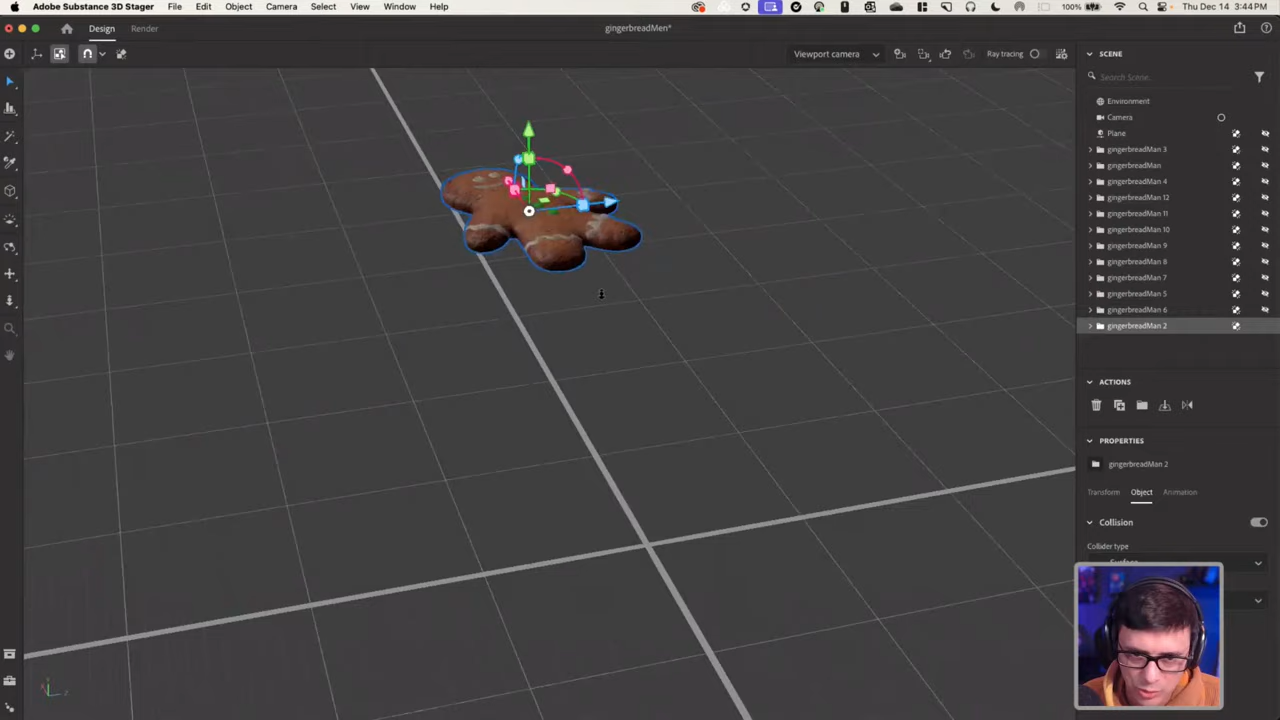 Adobe Substance 3D Stager File Edit Object Camera Select View Window Help 100% Thu Dec 14 3:44 PM
Design Render gingerbreadMen*
Viewport camera Ray tracing
SCENE
Search Scene..
Environment
Camera
Plane
gingerbreadMan 3
gingerbreadMan
gingerbreadMan 4
gingerbreadMan 12
gingerbreadMan 11
gingerbreadMan 10
gingerbreadMan 9
gingerbreadMan 8
gingerbreadMan 7
gingerbreadMan 5
gingerbreadMan 6
gingerbreadMan 2
ACTIONS
PROPERTIES
gingerbreadMan 2
Transform Object Animation
Collision
Collider type